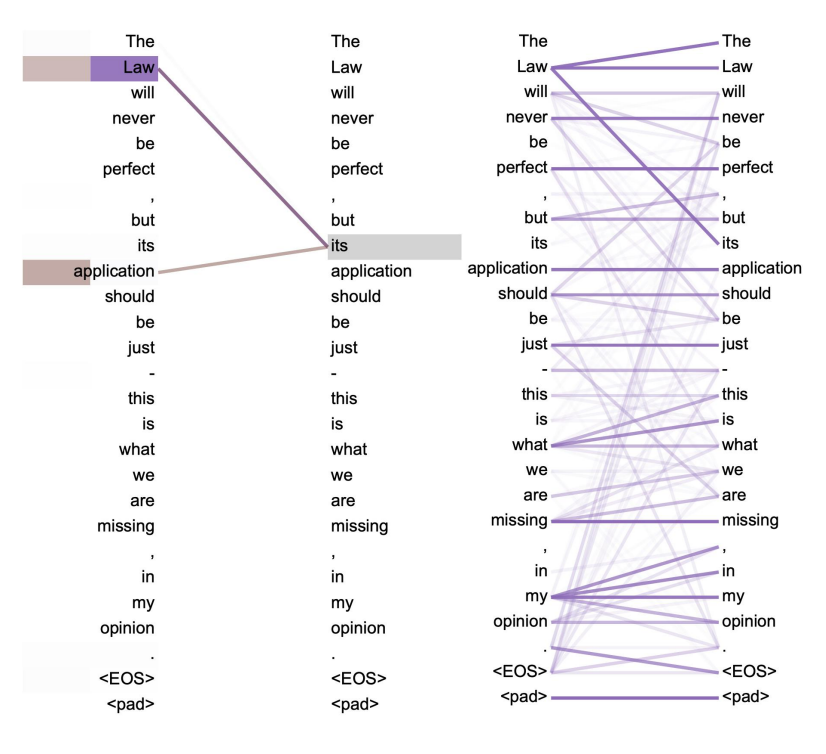 The The The The
Law Law Law Law
will will will will
never never never never
be be be be
perfect perfect perfect perfect
, , , ,
but but but but
its its its its
application application application application
should should should should
be be be be
just just just just
- - - -
this this this this
is is is is
what what what what
we we we we
are are are are
missing missing missing missing
, , , ,
in in in in
my my my my
opinion opinion opinion opinion
. . . .
<EOS> <EOS> <EOS> <EOS>
<pad> <pad> <pad> <pad>